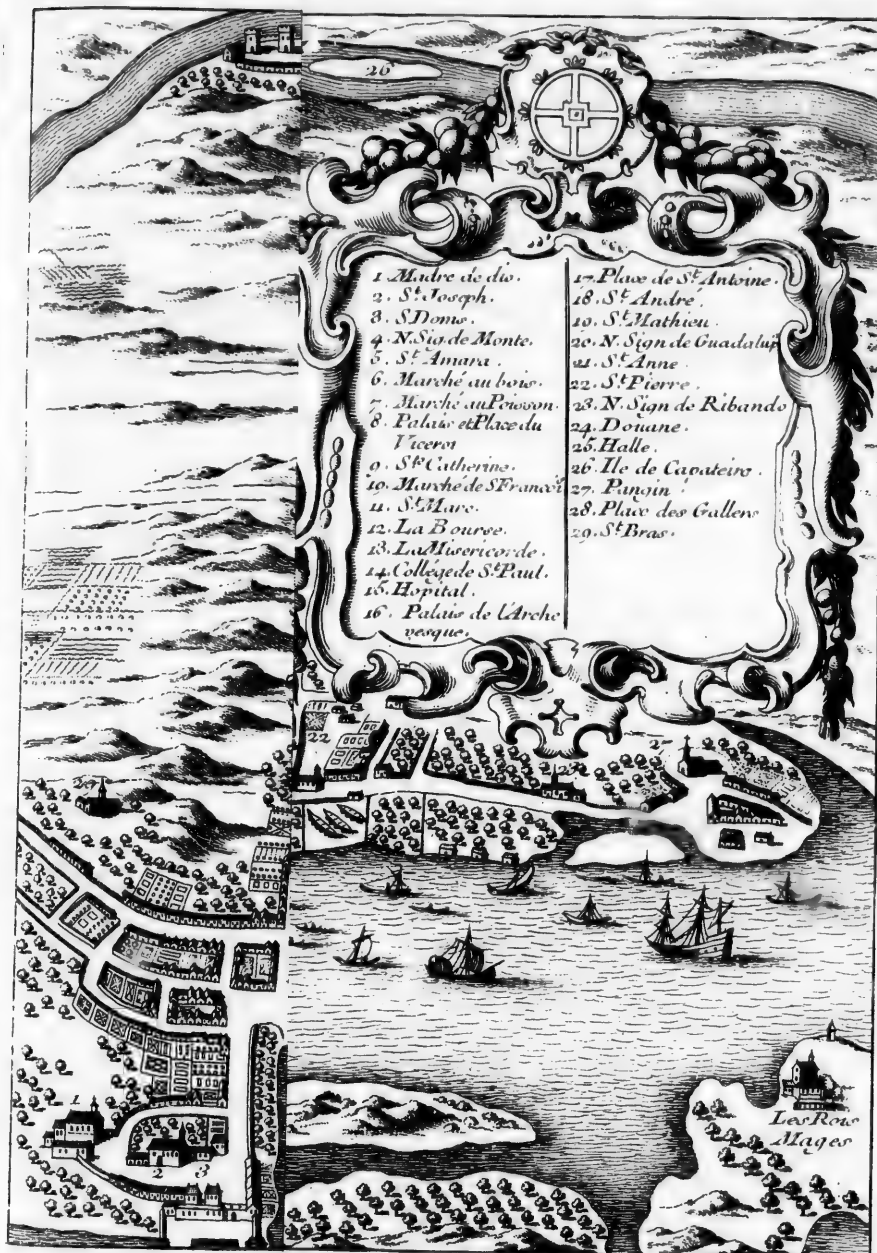 26
1. Madre de dio.
2. St. Joseph.
3. S. Doms.
4. N. Sig. de Monte.
5. St. Amara.
6. Marché au bois.
7. Marché au Poisson.
8. Palais et Place du
Viceroi
9. Ste Catherine.
10. Marché de S François
11. St. Marc.
12. La Bourse.
13. La Misericorde.
14. Collége de St. Paul.
15. Hopital.
16. Palais de l'Arche
vesque.
17. Place de St. Antoine.
18. St. André
19. St. Mathieu.
20. N. Sign de Guadalup
21. St. Anne.
22. St. Pierre.
23. N. Sign de Ribando
24. Douane.
25. Halle.
26. Ile de Capateiro.
27. Pangin.
28. Place des Gallers
29. St. Bras.
22
23
27
1
2
3
Les Rois
Mages